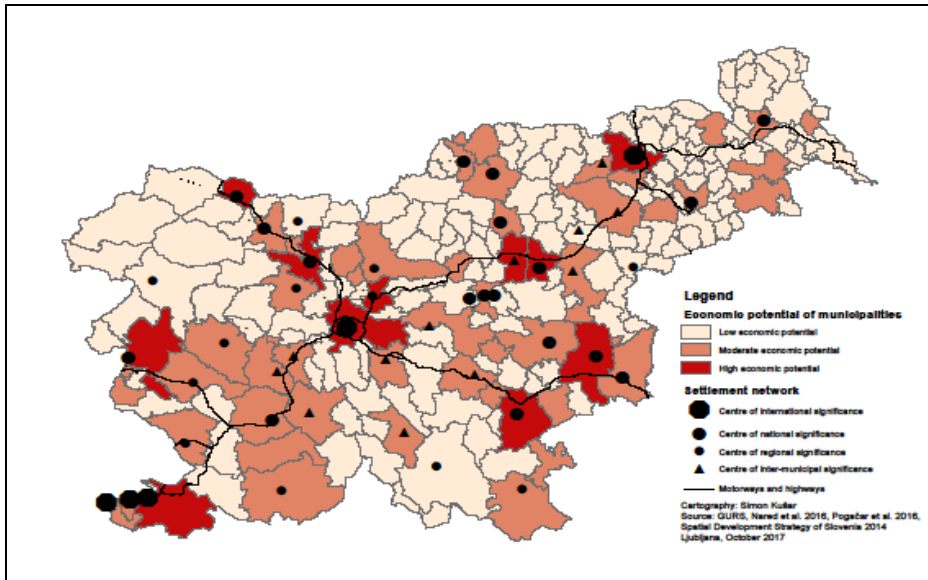 Legend
Economic potential of municipalities
Low economic potential
Moderate economic potential
High economic potential
Settlement network
Centre of international significance
Centre of national significance
Centre of regional significance
Centre of inter-municipal significance
Motorways and highways
Cartography: Simon Kušar
Source: GURS, Nared et al. 2016, Pogačar et al. 2016,
Spatial Development Strategy of Slovenia 2014
Ljubljana, October 2017